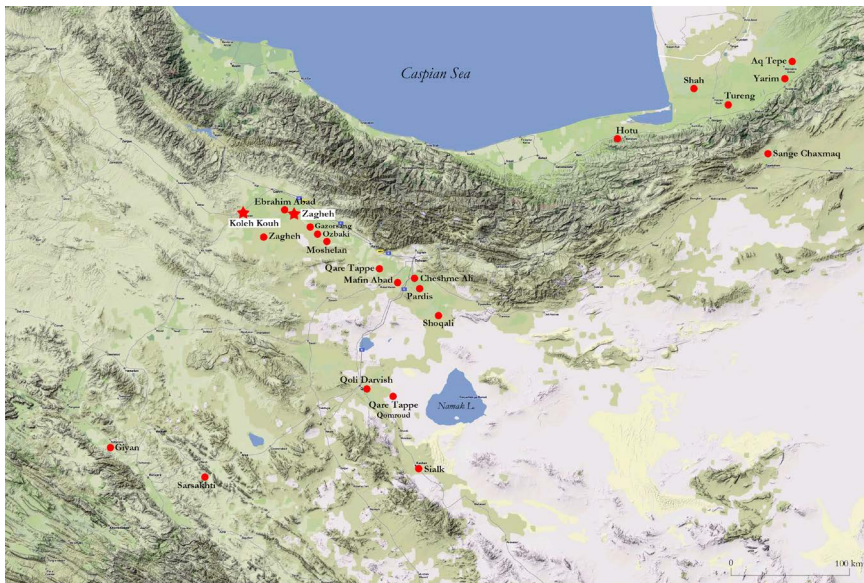 Caspian Sea
Aq Tepe
Yarim
Shah
Tureng
Hotu
Sange Chaxmaq
Ebrahim Abad
Zagheh
Koleh Kouh
Gazorsang
Ozbaki
Zagheh
Moshelan
Qare Tappe
Cheshme Ali
Mafin Abad
Pardis
Shoqali
Qoli Darvish
Qare Tappe
Qomroud
Namak L.
Giyan
Sialk
Sarsakhti
0 100 km